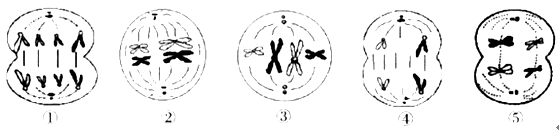 ① ② ③ ④ ⑤